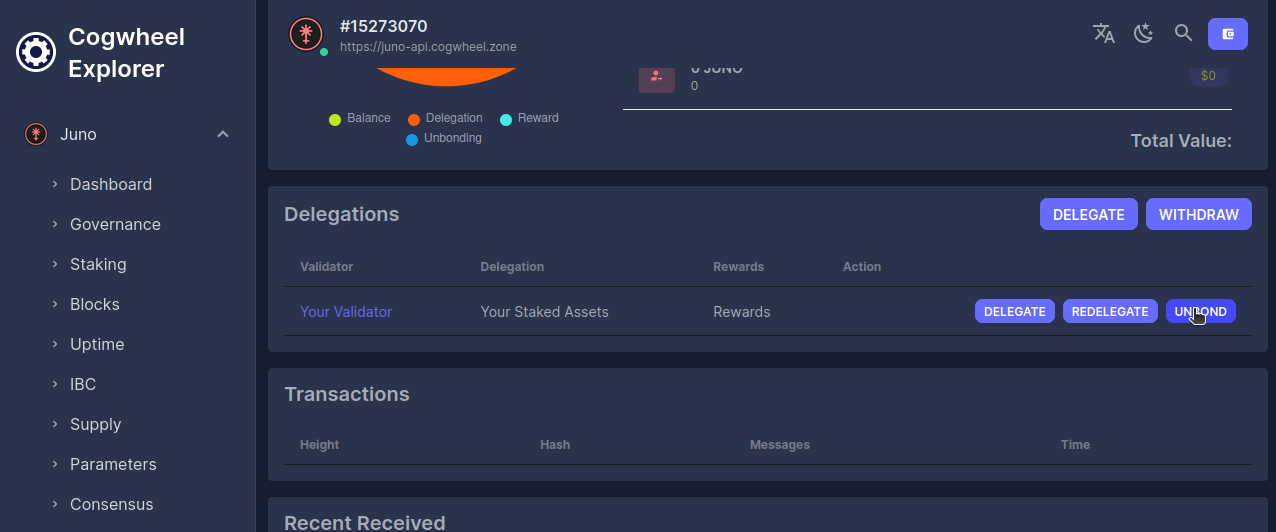 Cogwheel
Explorer
#15273070
https://juno-api.cogwheel.zone
Juno
Dashboard
Governance
Staking
Blocks
Uptime
IBC
Supply
Parameters
Consensus
Balance
Delegation
Reward
Unbonding
0 JUNO
0
$0
Total Value:
Delegations
DELEGATE
WITHDRAW
Validator
Delegation
Rewards
Action
Your Validator
Your Staked Assets
Rewards
DELEGATE
REDELEGATE
UNBOND
Transactions
Height
Hash
Messages
Time
Recent Received